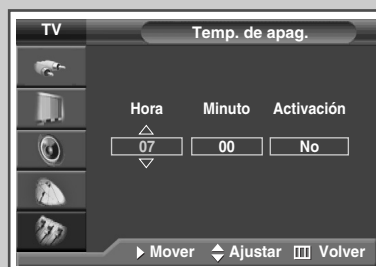 TV
Temp. de apag.
Hora Minuto Activación
07 00 No
Mover Ajustar Volver